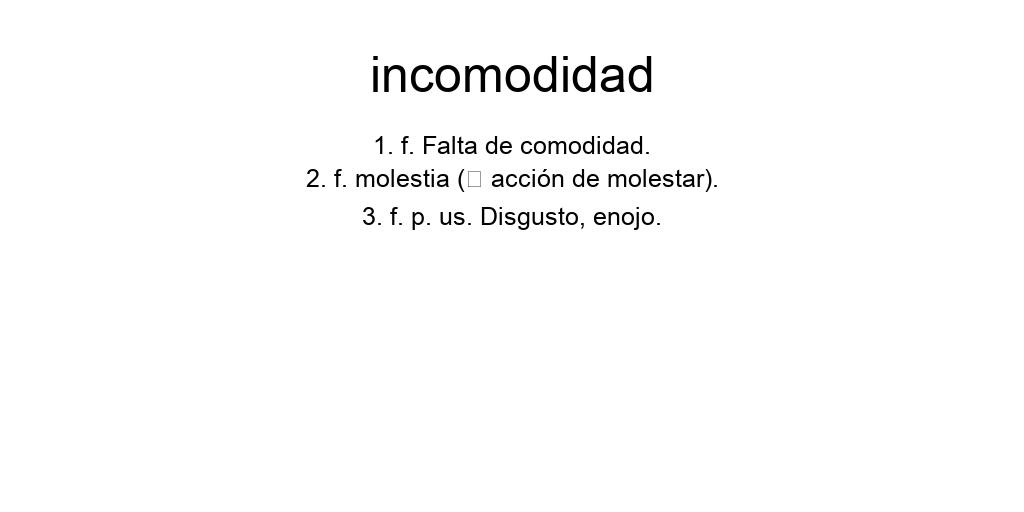 incomodidad
1. f. Falta de comodidad.
2. f. molestia (□ acción de molestar).
3. f. p. us. Disgusto, enojo.